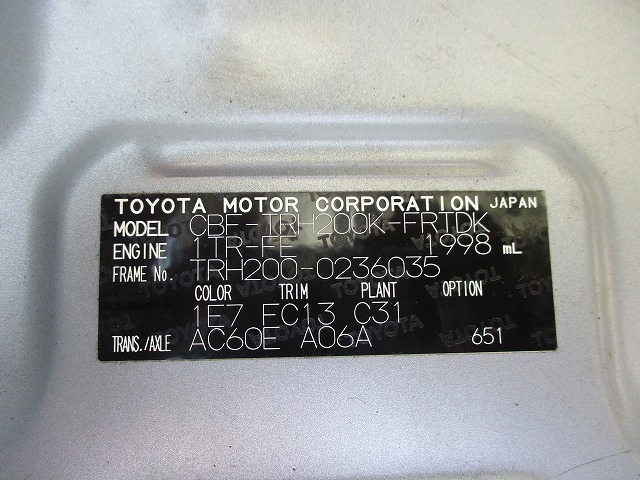 TOYOTA MOTOR CORPORATION JAPAN
MODEL CBF-TRH200K-FRTDK
ENGINE 1TR-FE 1998 mL
FRAME No. TRH200-0236035
COLOR TRIM PLANT OPTION
1E7 EC13 C31
TRANS./AXLE AC60E A06A 651